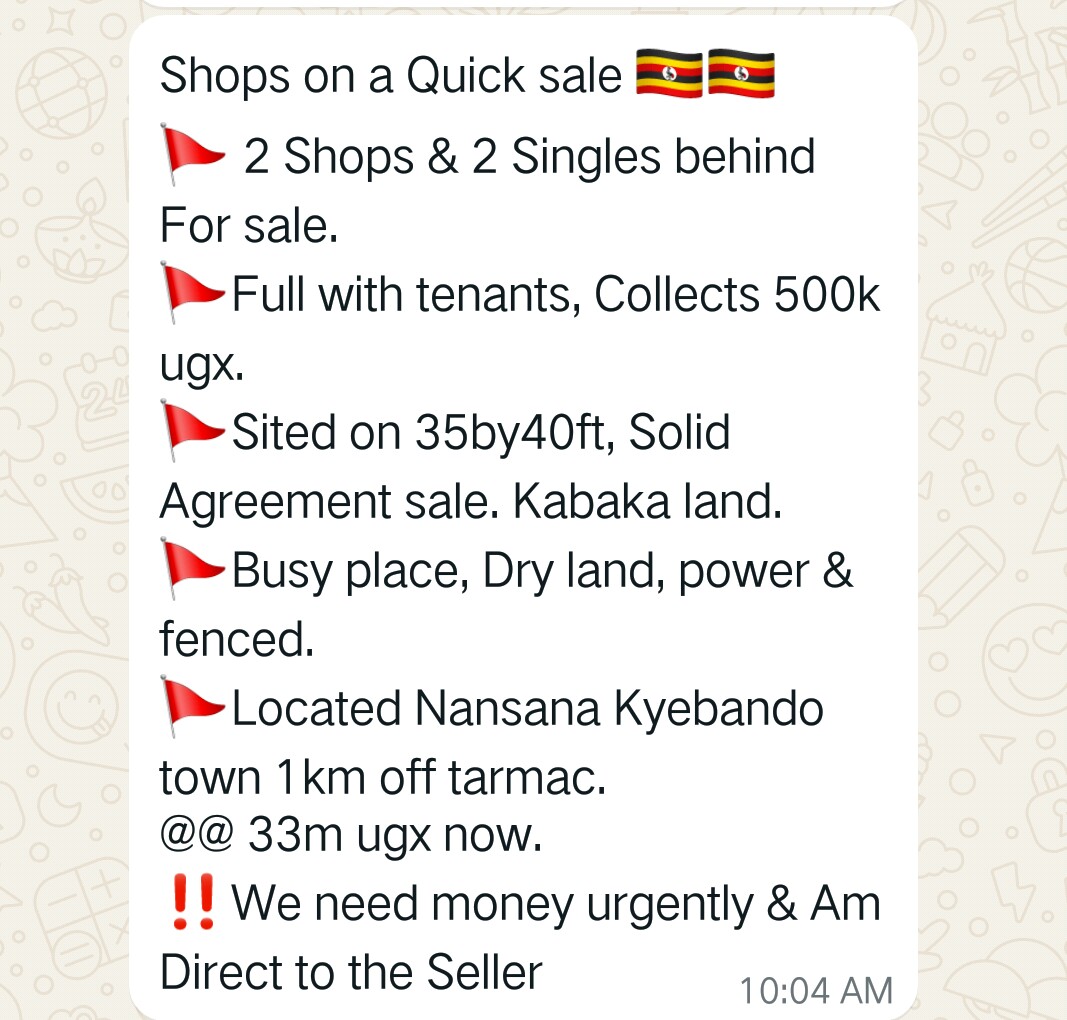 Shops on a Quick sale 🇺🇬🇺🇬
🚩 2 Shops & 2 Singles behind
For sale.
🚩Full with tenants, Collects 500k
ugx.
🚩Sited on 35by40ft, Solid
Agreement sale. Kabaka land.
🚩Busy place, Dry land, power &
fenced.
🚩Located Nansana Kyebando
town 1km off tarmac.
@@ 33m ugx now.
‼️We need money urgently & Am
Direct to the Seller
10:04 AM